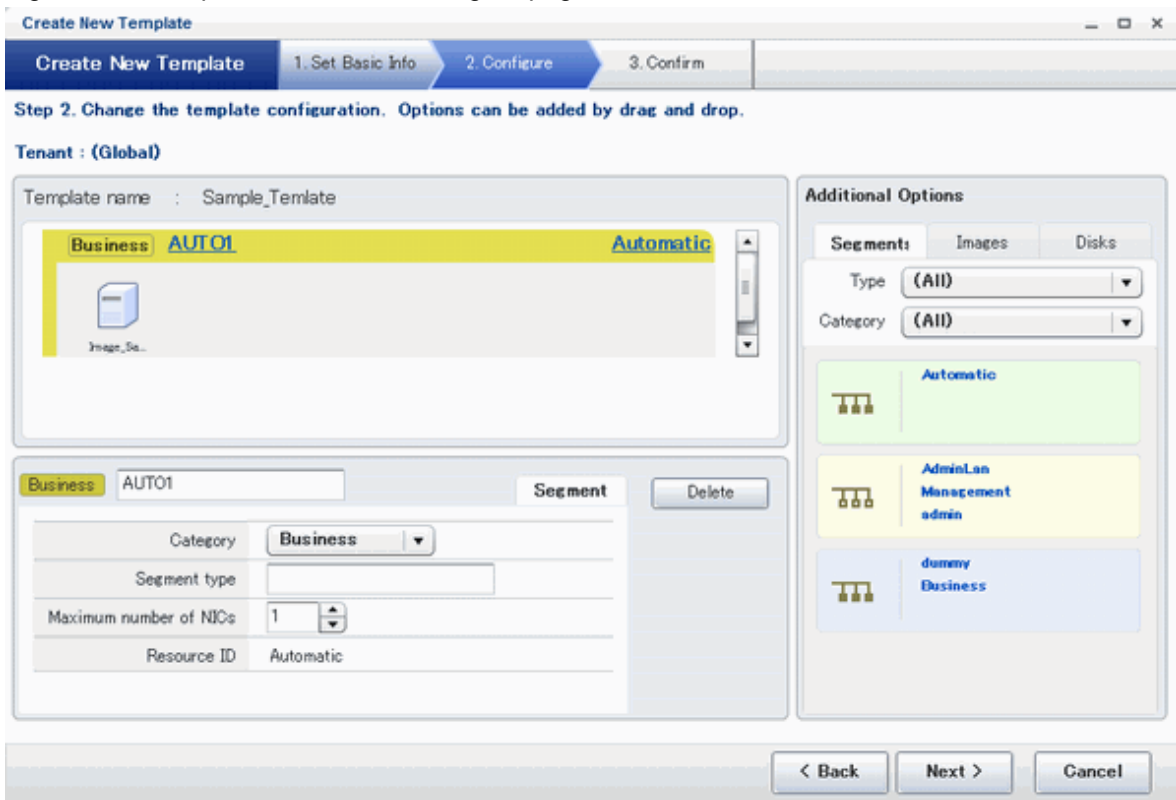 Create New Template
Create New Template
1. Set Basic Info
2. Configure
3. Confirm
Step 2. Change the template configuration. Options can be added by drag and drop.
Tenant : (Global)
Template name : Sample_Temlate
Business AUTO1 Automatic
Image_Sa...
Business AUTO1
Segment
Delete
Category Business
Segment type
Maximum number of NICs 1
Resource ID Automatic
Additional Options
Segments Images Disks
Type (All)
Category (All)
Automatic
AdminLan
Management
admin
dummy
Business
< Back
Next >
Cancel